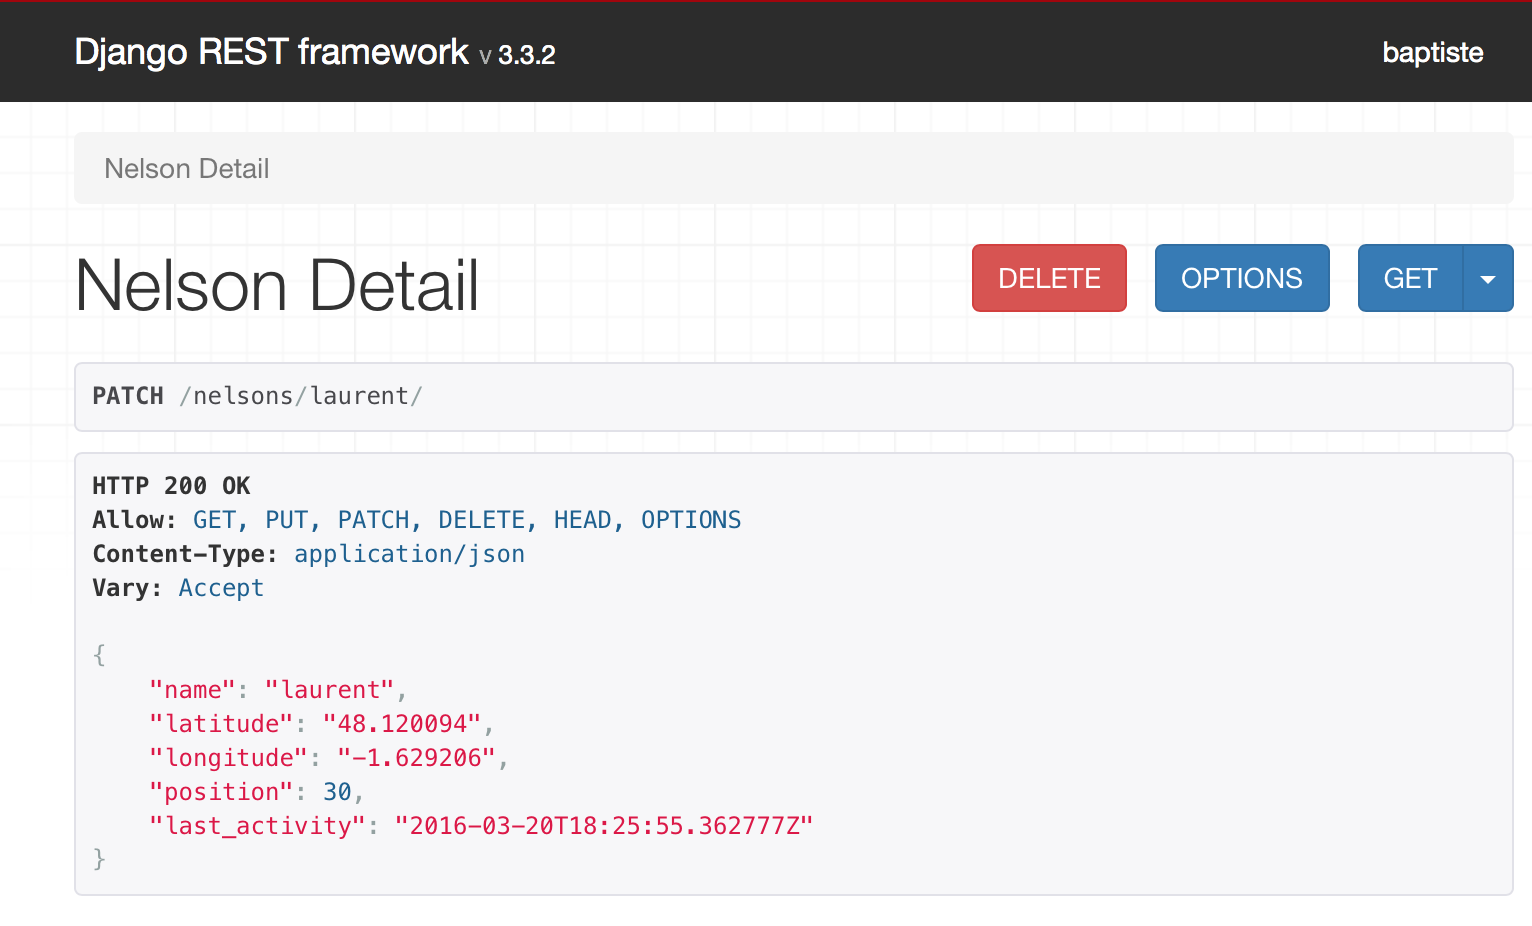 Django REST framework v 3.3.2
baptiste
Nelson Detail
Nelson Detail
DELETE
OPTIONS
GET
PATCH /nelsons/laurent/
HTTP 200 OK
Allow: GET, PUT, PATCH, DELETE, HEAD, OPTIONS
Content-Type: application/json
Vary: Accept
{
    "name": "laurent",
    "latitude": "48.120094",
    "longitude": "-1.629206",
    "position": 30,
    "last_activity": "2016-03-20T18:25:55.362777Z"
}